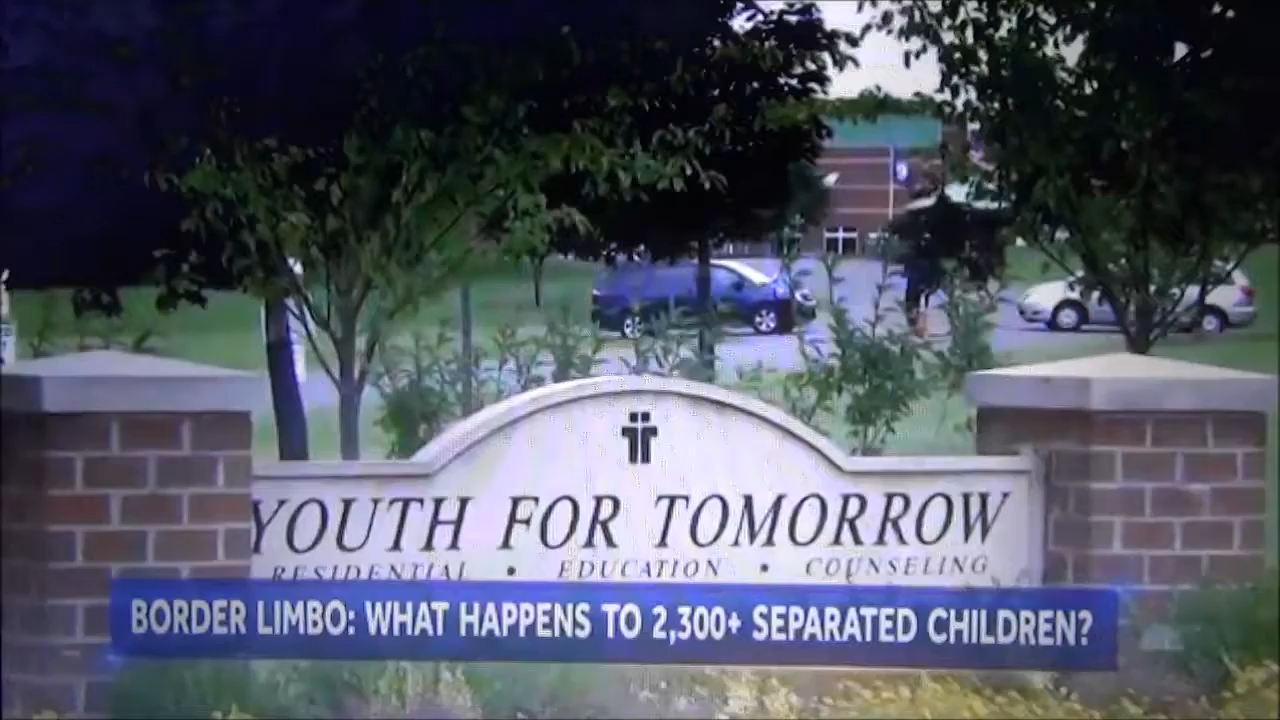 YOUTH FOR TOMORROW
RESIDENTIAL • EDUCATION • COUNSELING
BORDER LIMBO: WHAT HAPPENS TO 2,300+ SEPARATED CHILDREN?